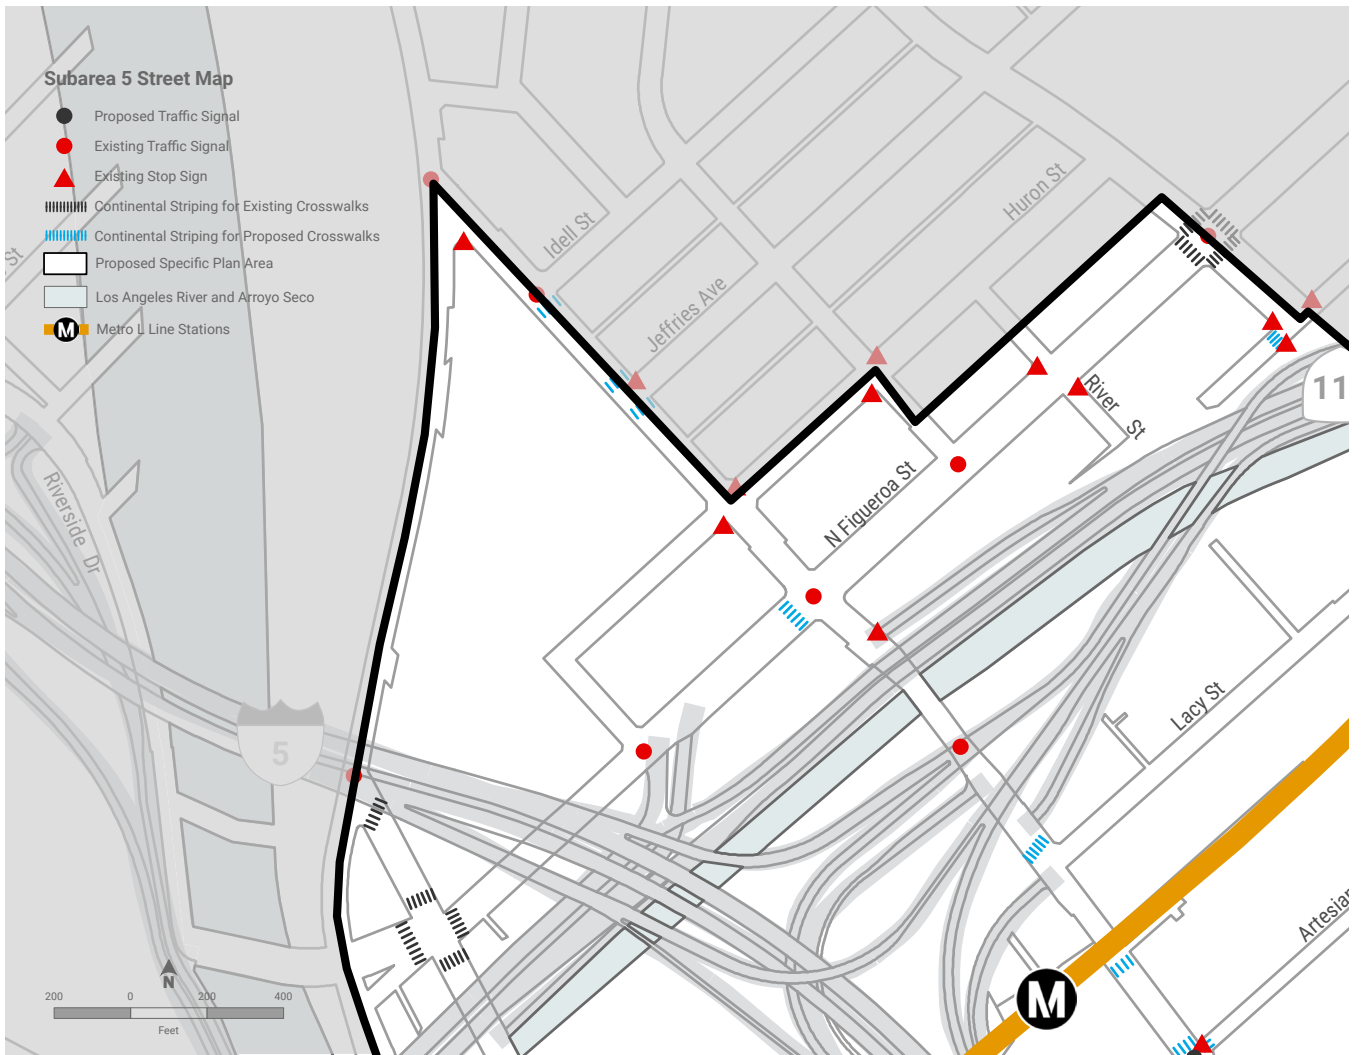 Subarea 5 Street Map
Proposed Traffic Signal
Existing Traffic Signal
Existing Stop Sign
Continental Striping for Existing Crosswalks
Continental Striping for Proposed Crosswalks
Proposed Specific Plan Area
Los Angeles River and Arroyo Seco
M Metro L Line Stations
St
Idell St
Huron St
Jeffries Ave
River St
11
N Figueroa St
Riverside Dr
5
Lacy St
Artesian
M
N
200 0 200 400
Feet